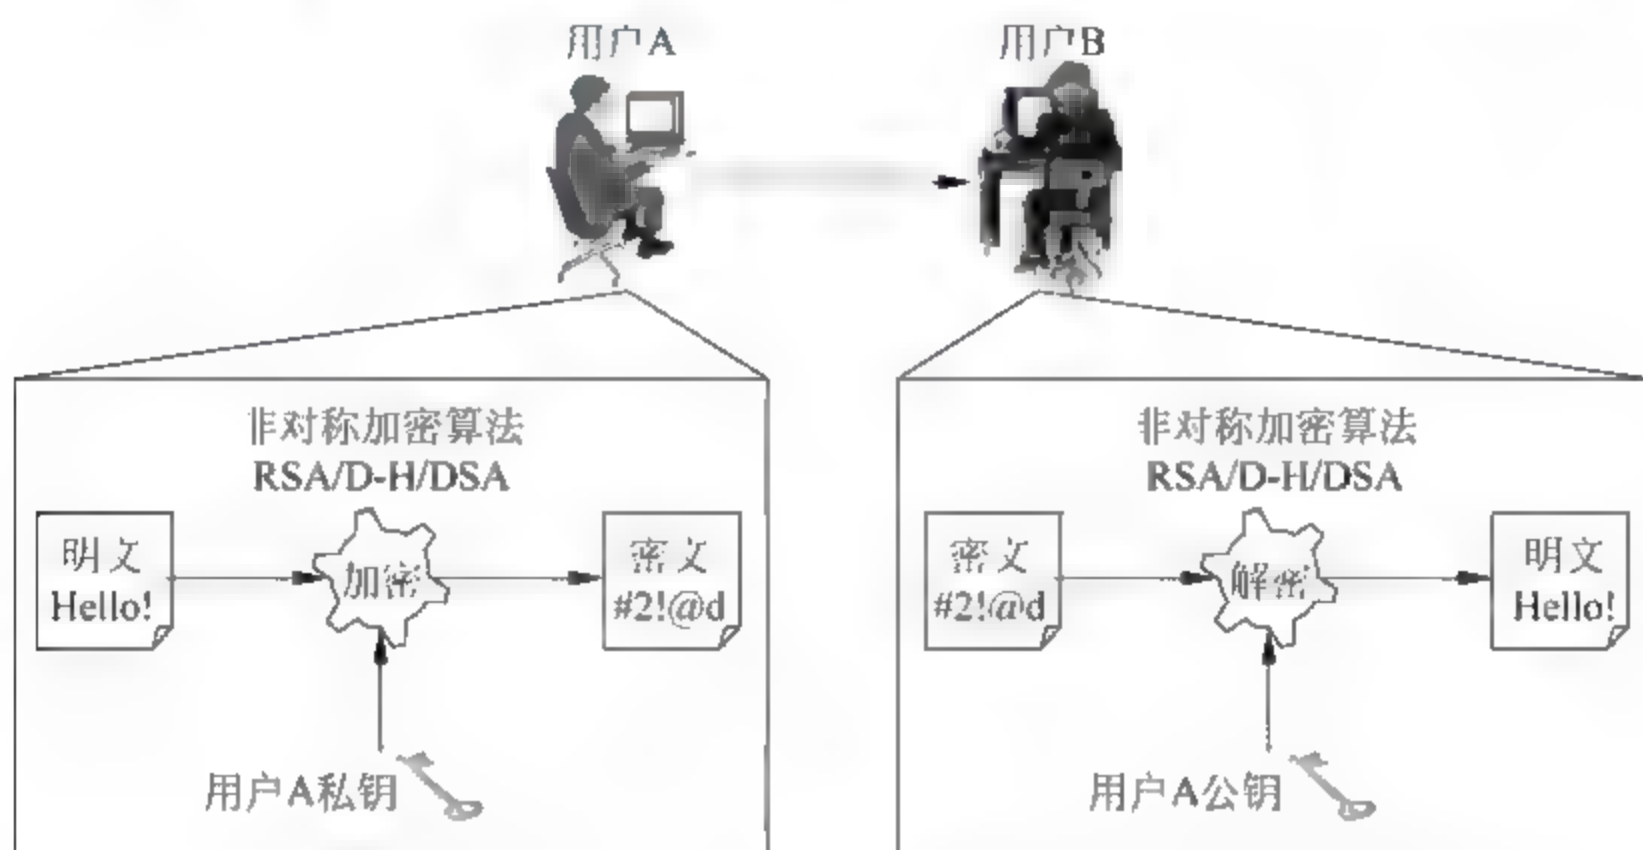 用户A
用户B
非对称加密算法
RSA/D-H/DSA
明文
Hello!
加密
密文
#2!@d
用户A私钥
非对称加密算法
RSA/D-H/DSA
密文
#2!@d
解密
明文
Hello!
用户A公钥